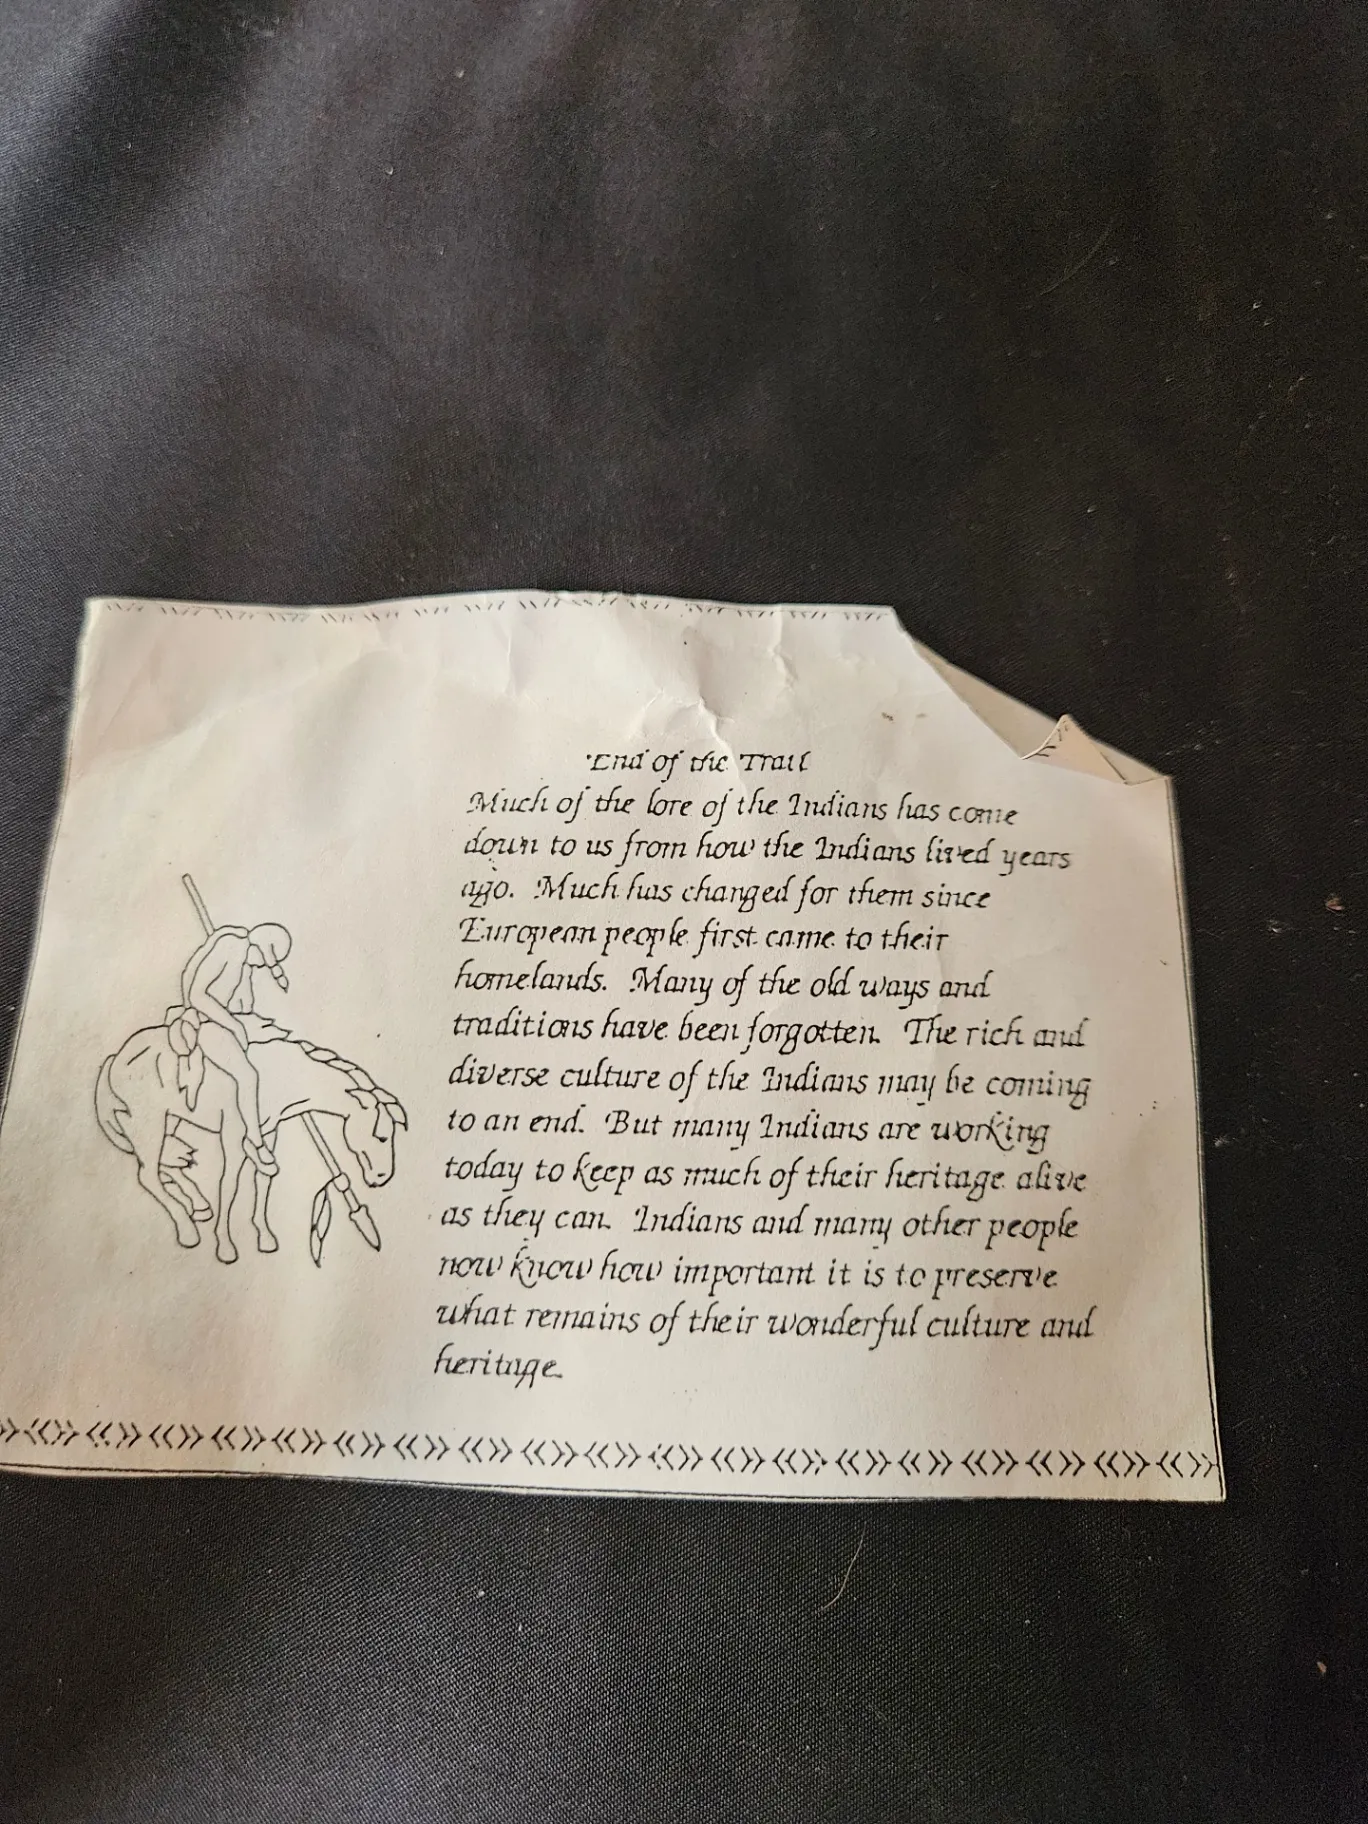 End of the Trail
Much of the lore of the Indians has come
down to us from how the Indians lived years
ago. Much has changed for them since
European people first came to their
homelands. Many of the old ways and
traditions have been forgotten. The rich and
diverse culture of the Indians may be coming
to an end. But many Indians are working
today to keep as much of their heritage alive
as they can. Indians and many other people
now know how important it is to preserve
what remains of their wonderful culture and
heritage.